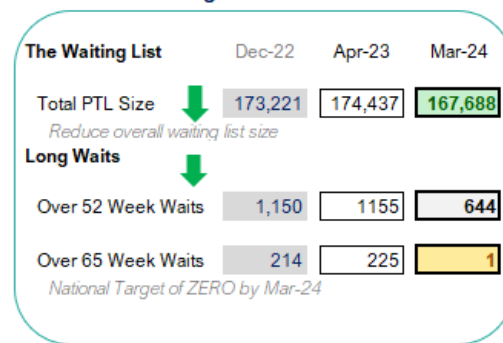 The Waiting List Dec-22 Apr-23 Mar-24
Total PTL Size 173,221 174,437 167,688
Reduce overall waiting list size
Long Waits
Over 52 Week Waits 1,150 1155 644
Over 65 Week Waits 214 225 1
National Target of ZERO by Mar-24